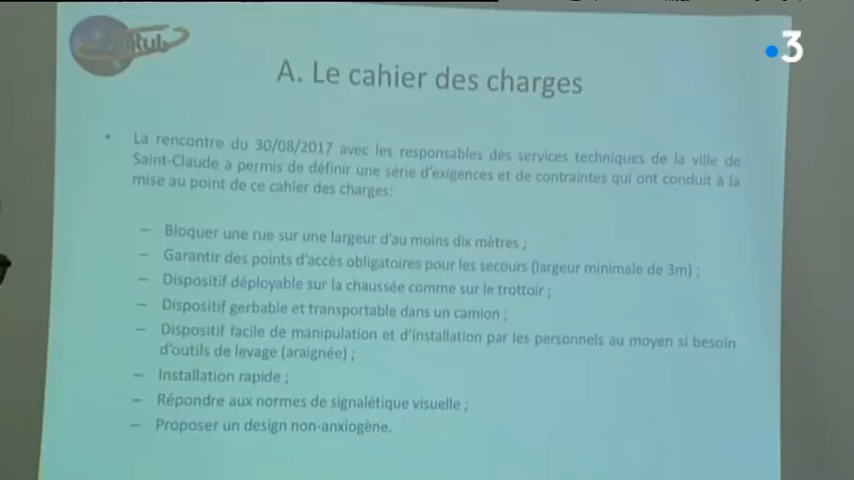 3
A. Le cahier des charges
• La rencontre du 30/08/2017 avec les responsables des services techniques de la ville de
Saint-Claude a permis de définir une série d'exigences et de contraintes qui ont conduit à la
mise au point de ce cahier des charges:
– Bloquer une rue sur une largeur d'au moins dix mètres ;
– Garantir des points d'accès obligatoires pour les secours (largeur minimale de 3m) ;
– Dispositif déployable sur la chaussée comme sur le trottoir ;
– Dispositif gerbable et transportable dans un camion ;
– Dispositif facile de manipulation et d'installation par les personnels au moyen si besoin
d'outils de levage (araignée) ;
– Installation rapide ;
– Répondre aux normes de signalétique visuelle ;
– Proposer un design non-anxiogène.